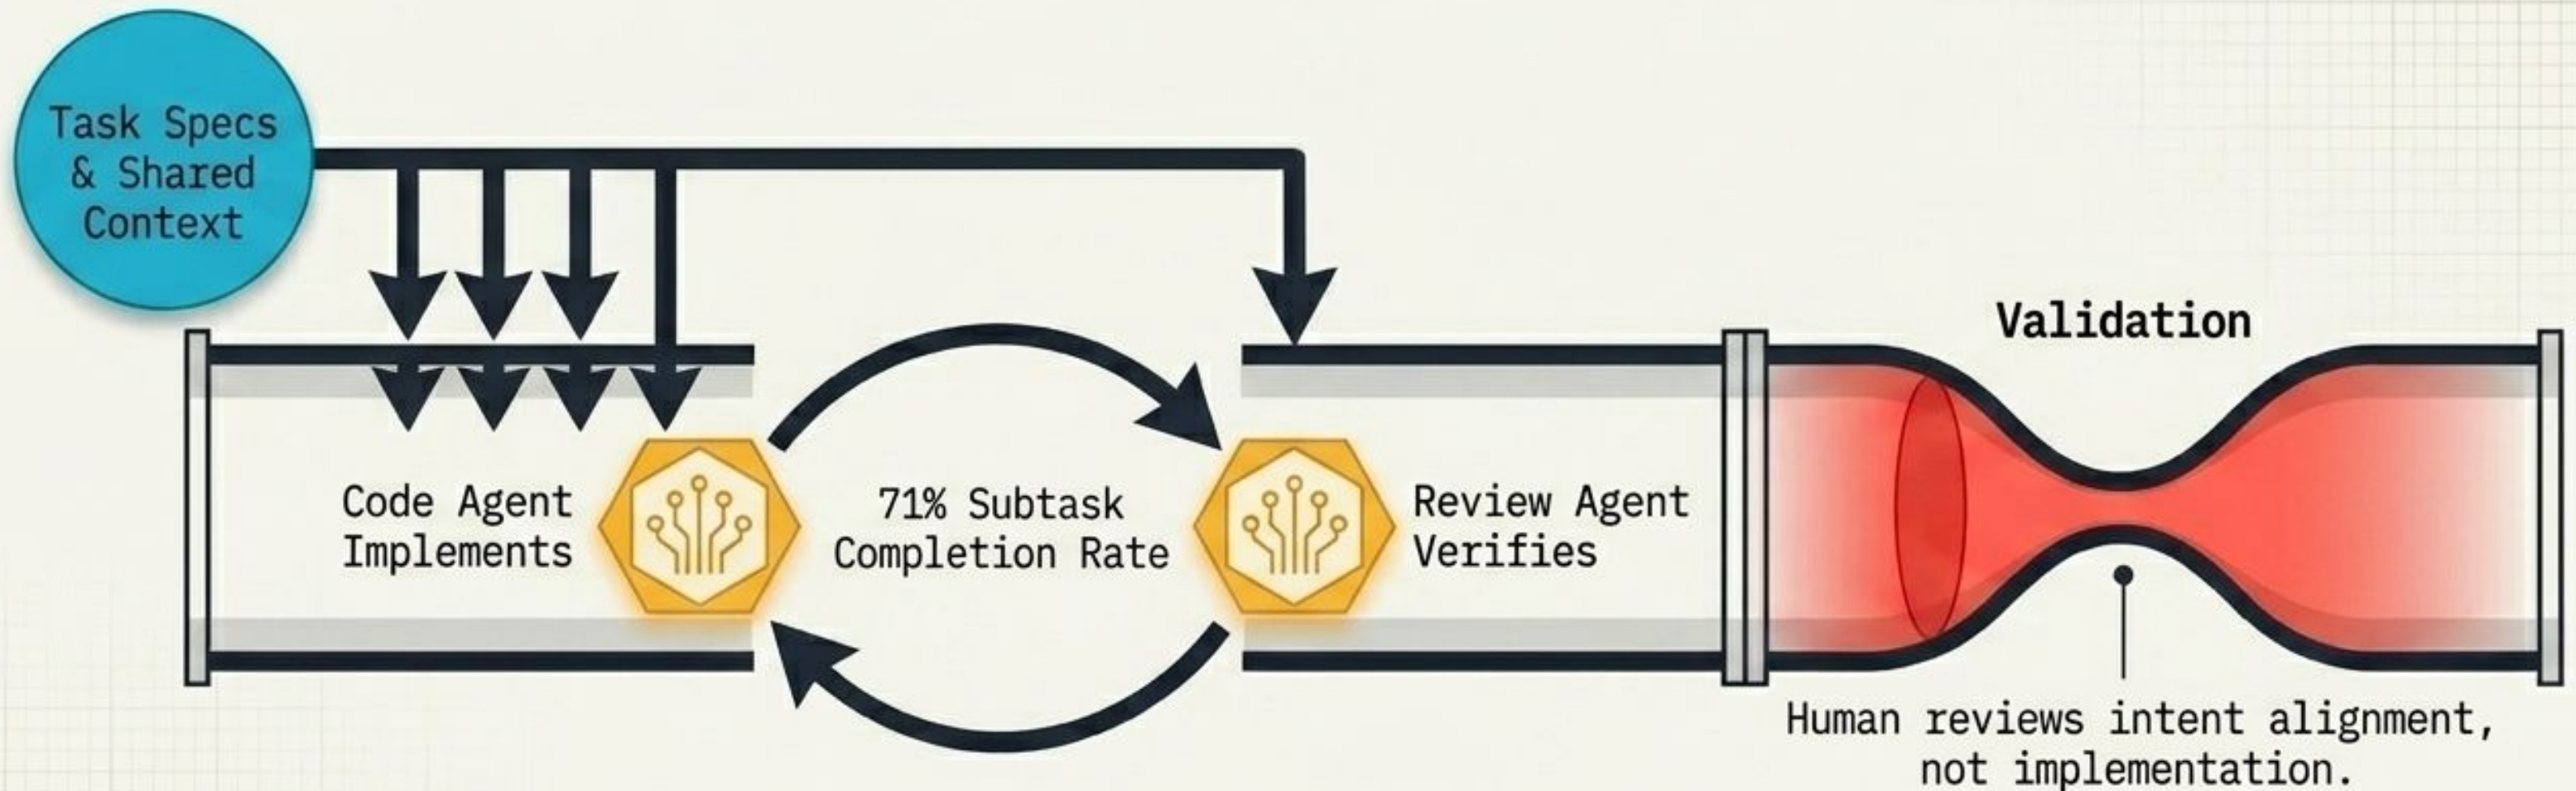 Task Specs
& Shared
Context
Code Agent
Implements
71% Subtask
Completion Rate
Review Agent
Verifies
Validation
Human reviews intent alignment,
not implementation.